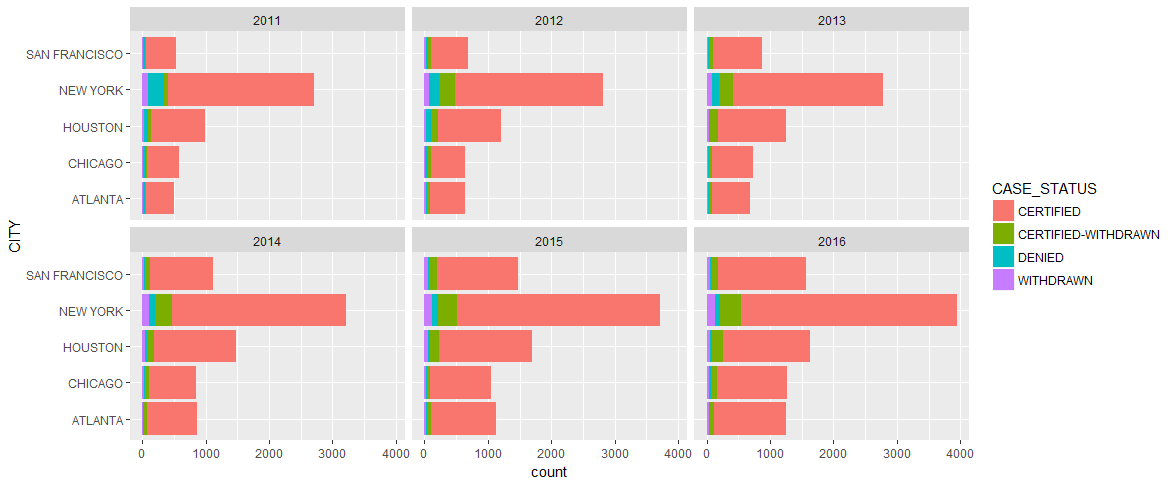 2011 2012 2013
SAN FRANCISCO
NEW YORK
HOUSTON
CHICAGO
ATLANTA
CITY
2014 2015 2016
SAN FRANCISCO
NEW YORK
HOUSTON
CHICAGO
ATLANTA
0 1000 2000 3000 4000 0 1000 2000 3000 4000 0 1000 2000 3000 4000
count
CASE_STATUS
CERTIFIED
CERTIFIED-WITHDRAWN
DENIED
WITHDRAWN